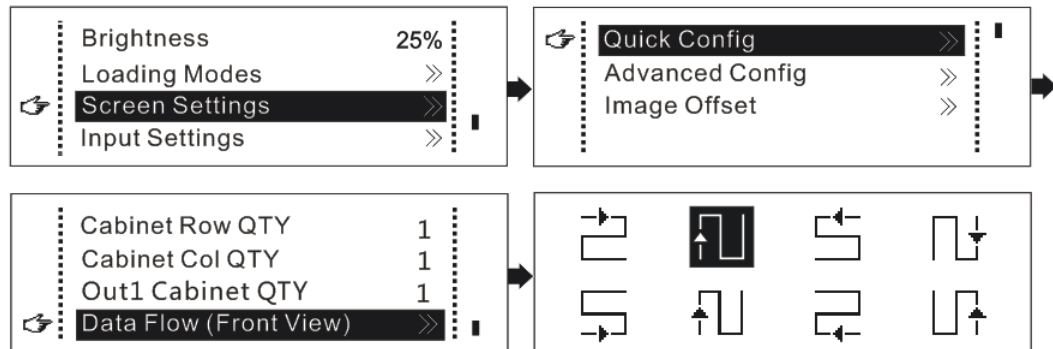 Brightness 25%
Loading Modes
Screen Settings
Input Settings
Quick Config
Advanced Config
Image Offset
Cabinet Row QTY 1
Cabinet Col QTY 1
Out1 Cabinet QTY 1
Data Flow (Front View)